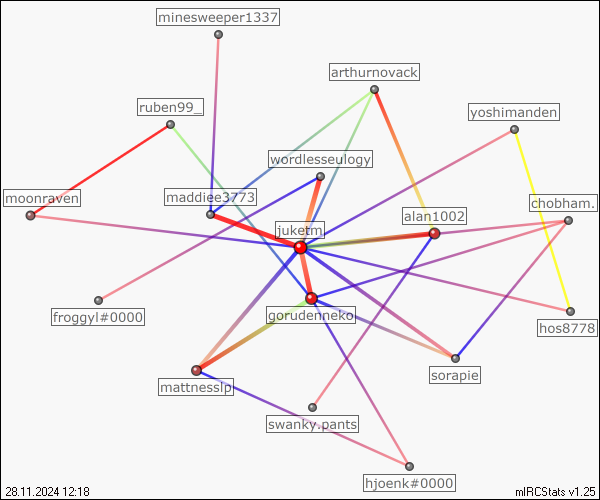 minesweeper1337
arthurnovack
ruben99_
yoshimanden
wordlesseulogy
maddiee3773
moonraven
chobham.
alan1002
juketm
froggyl#0000
gorudenneko
hos8778
sorapie
mattnesslp
swanky.pants
hjoenk#0000
28.11.2024 12:18
mIRCStats v1.25